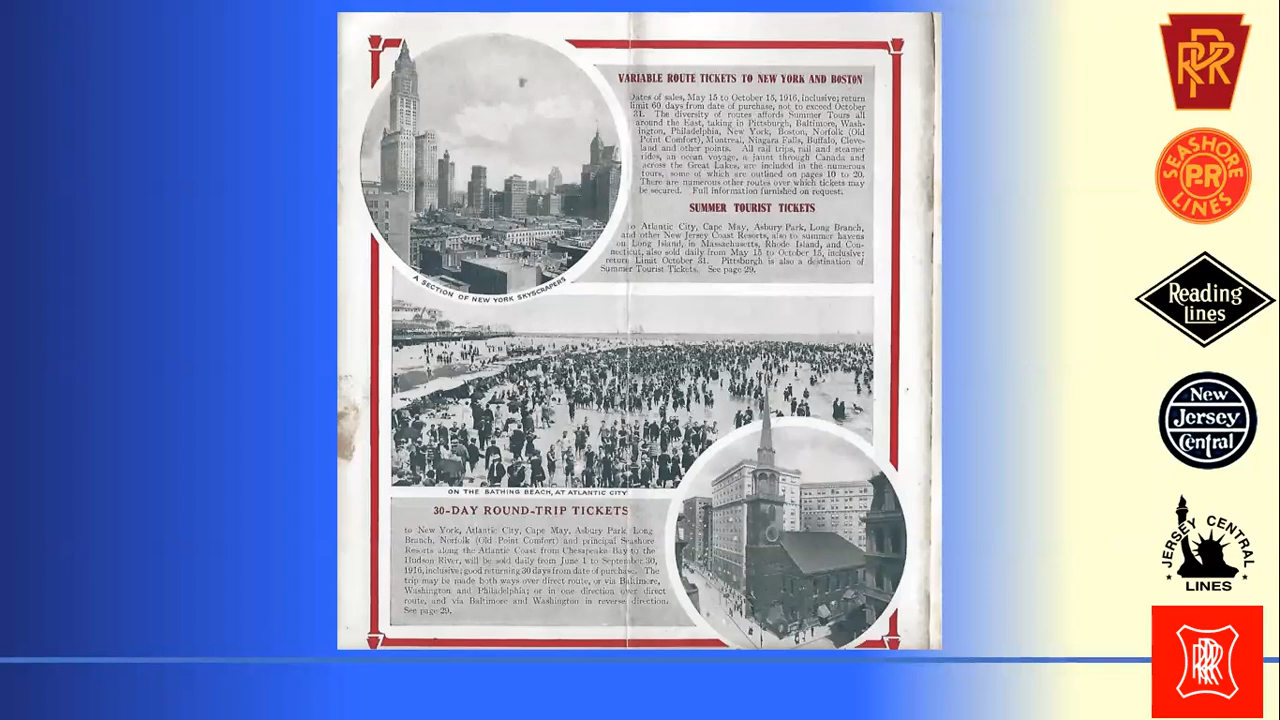 VARIABLE ROUTE TICKETS TO NEW YORK AND BOSTON
Dates of sales, May 15 to October 15, 1916, inclusive; return
limit 60 days from date of purchase, not to exceed October
31. The diversity of routes affords Summer Tours all
around the East, taking in Pittsburgh, Baltimore, Wash-
ington, Philadelphia, New York, Boston, Norfolk (Old
Point Comfort), Montreal, Niagara Falls, Buffalo, Cleve-
land and other points. All rail trips, rail and steamer
rides, an ocean voyage, a jaunt through Canada and
across the Great Lakes, are included in the numerous
tours, some of which are outlined on pages 10 to 20.
There are numerous other routes over which tickets may
be secured. Full information furnished on request.
SUMMER TOURIST TICKETS
to Atlantic City, Cape May, Asbury Park, Long Branch,
and other New Jersey Coast Resorts, also to summer havens
on Long Island, in Massachusetts, Rhode Island, and Con-
necticut, also sold daily from May 15 to October 15, inclusive:
return Limit October 31. Pittsburgh is also a destination of
Summer Tourist Tickets. See page 29.
A SECTION OF NEW YORK SKYSCRAPERS
ON THE BATHING BEACH, AT ATLANTIC CITY
30-DAY ROUND-TRIP TICKETS
to New York, Atlantic City, Cape May, Asbury Park Long
Branch, Norfolk (Old Point Comfort) and principal Seashore
Resorts along the Atlantic Coast from Chesapeake Bay to the
Hudson River, will be sold daily from June 1 to September 30,
1916, inclusive; good returning 30 days from date of purchase. The
trip may be made both ways over direct route, or via Baltimore,
Washington and Philadelphia; or in one direction over direct
route, and via Baltimore and Washington in reverse direction.
See page 29.
PRR
SEASHORE
P-R
LINES
Reading
Lines
New
Jersey
Central
JERSEY CENTRAL
LINES